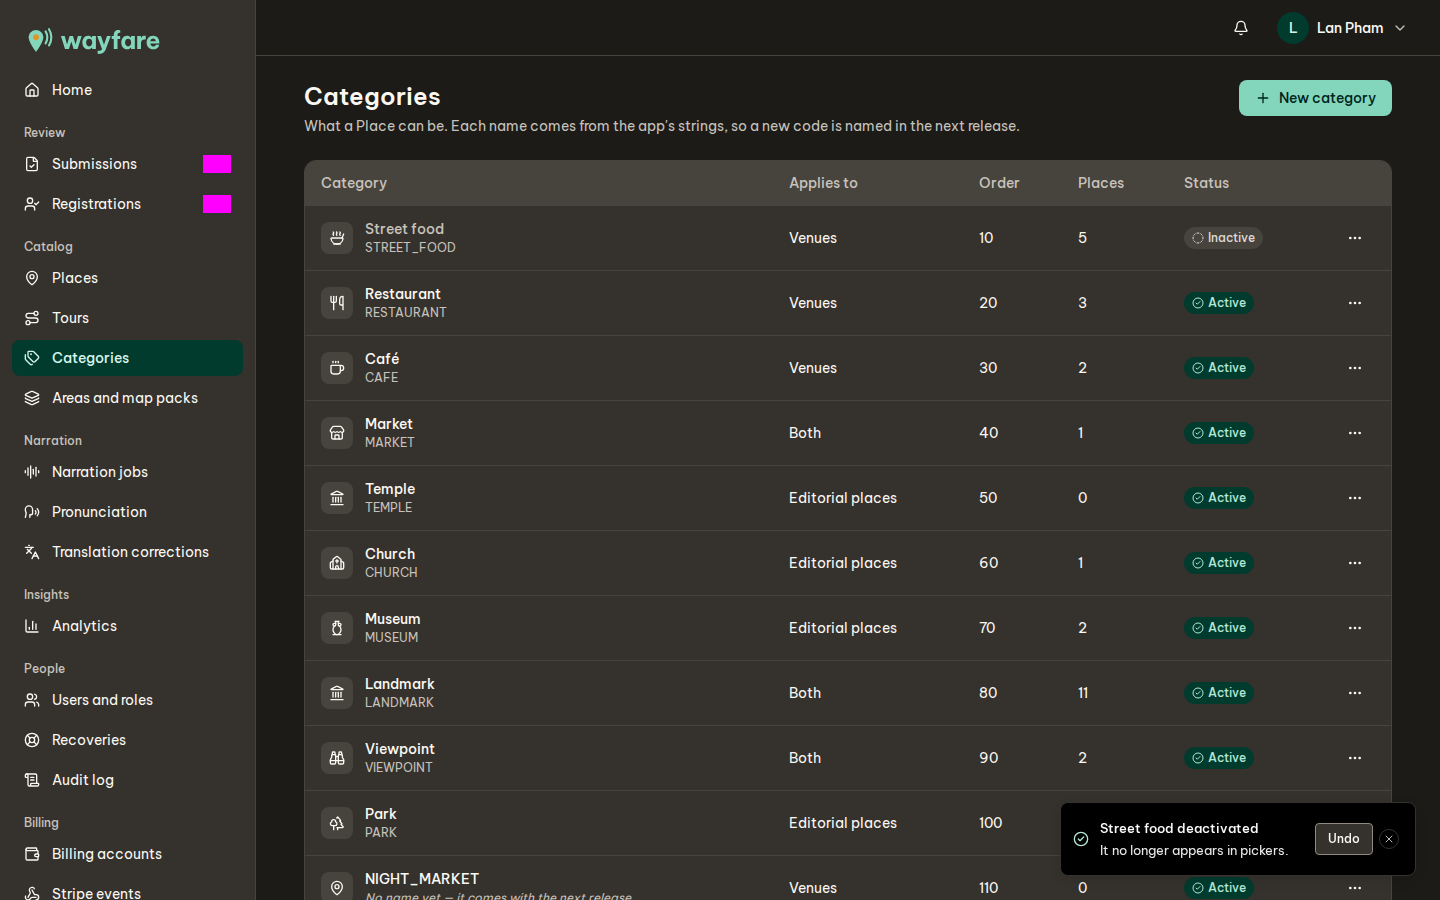 wayfare
Home
Review
Submissions
Registrations
Catalog
Places
Tours
Categories
Areas and map packs
Narration
Narration jobs
Pronunciation
Translation corrections
Insights
Analytics
People
Users and roles
Recoveries
Audit log
Billing
Billing accounts
Stripe events
L Lan Pham
Categories
What a Place can be. Each name comes from the app's strings, so a new code is named in the next release.
New category
Category Applies to Order Places Status
Street food
STREET_FOOD
Venues 10 5 Inactive
Restaurant
RESTAURANT
Venues 20 3 Active
Café
CAFE
Venues 30 2 Active
Market
MARKET
Both 40 1 Active
Temple
TEMPLE
Editorial places 50 0 Active
Church
CHURCH
Editorial places 60 1 Active
Museum
MUSEUM
Editorial places 70 2 Active
Landmark
LANDMARK
Both 80 11 Active
Viewpoint
VIEWPOINT
Both 90 2 Active
Park
PARK
Editorial places 100
NIGHT_MARKET
No name yet – it comes with the next release
Venues 110 0 Active
Street food deactivated
It no longer appears in pickers.
Undo